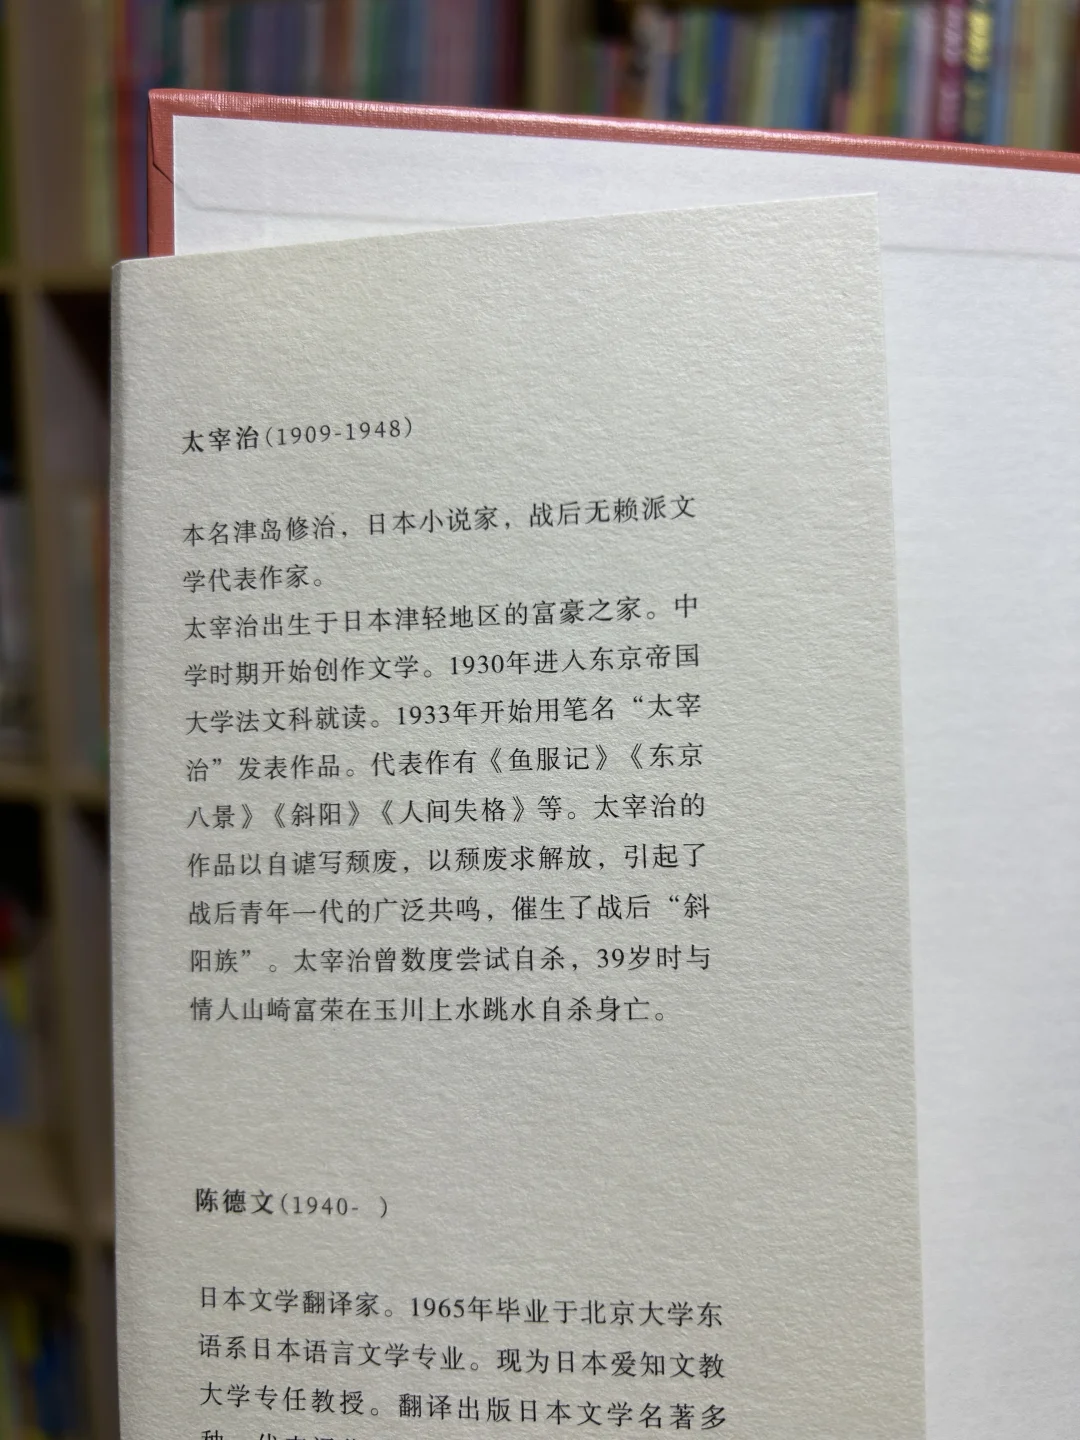 太宰治(1909-1948)
本名津岛修治，日本小说家，战后无赖派文
学代表作家。
太宰治出生于日本津轻地区的富豪之家。中
学时期开始创作文学。1930年进入东京帝国
大学法文科就读。1933年开始用笔名“太宰
治”发表作品。代表作有《鱼服记》《东京
八景》《斜阳》《人间失格》等。太宰治的
作品以自谑写颓废，以颓废求解放，引起了
战后青年一代的广泛共鸣，催生了战后“斜
阳族”。太宰治曾数度尝试自杀，39岁时与
情人山崎富荣在玉川上水跳水自杀身亡。
陈德文(1940- )
日本文学翻译家。1965年毕业于北京大学东
语系日本语言文学专业。现为日本爱知文教
大学专任教授。翻译出版日本文学名著多